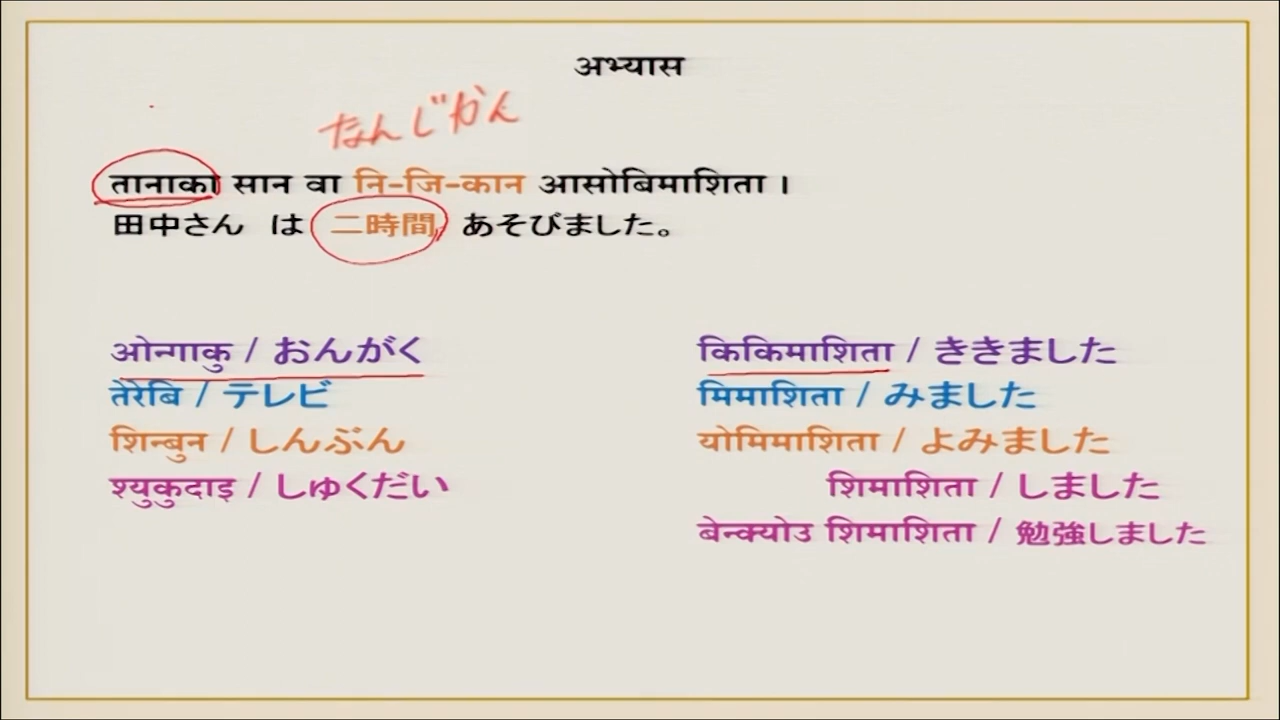 अभ्यास
なんじかん
तानाका सान वा नि-जि-कान आसोबिमाशिता ।
田中さん は 二時間 あそびました。
ओन्गाकु / おんがく
किकिमाशिता / ききました
तेरेबि / テレビ
मिमाशिता / みました
शिन्बुन / しんぶん
योमिमाशिता / よみました
श्युकुदाइ / しゅくだい
शिमाशिता / しました
बेन्क्योउ शिमाशिता / 勉強しました